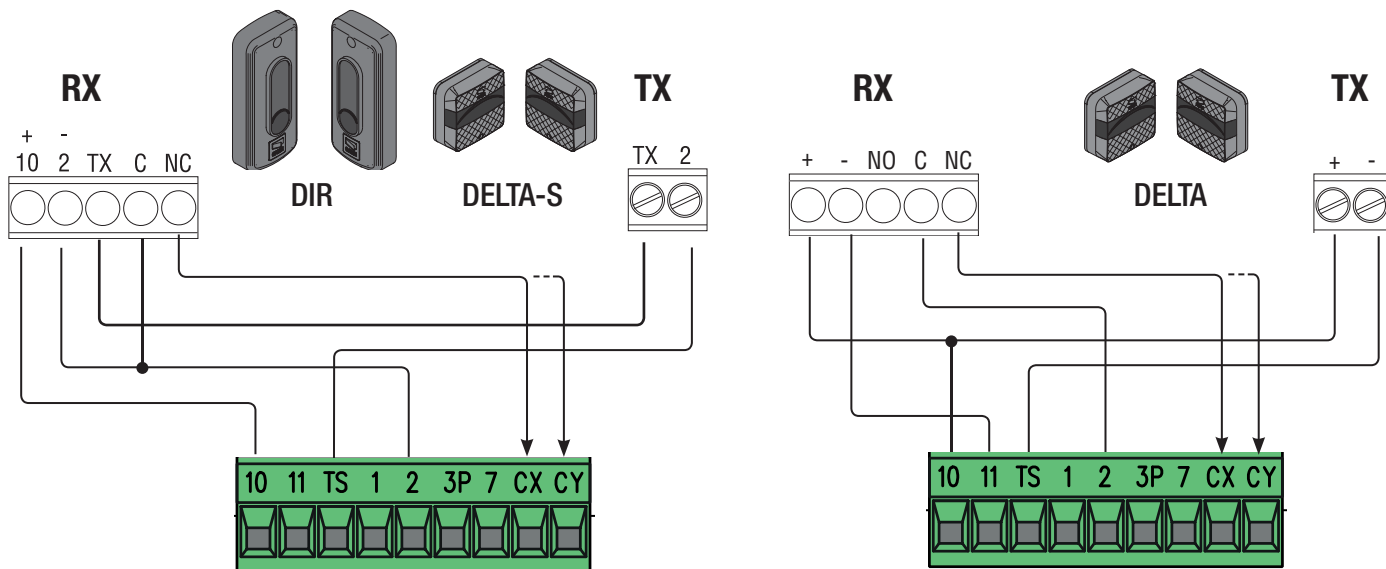 RX
TX
+ -
10 2 TX C NC
TX 2
DIR
DELTA-S
10 11 TS 1 2 3P 7 CX CY
RX
TX
+ - NO C NC
+ -
DELTA
10 11 TS 1 2 3P 7 CX CY